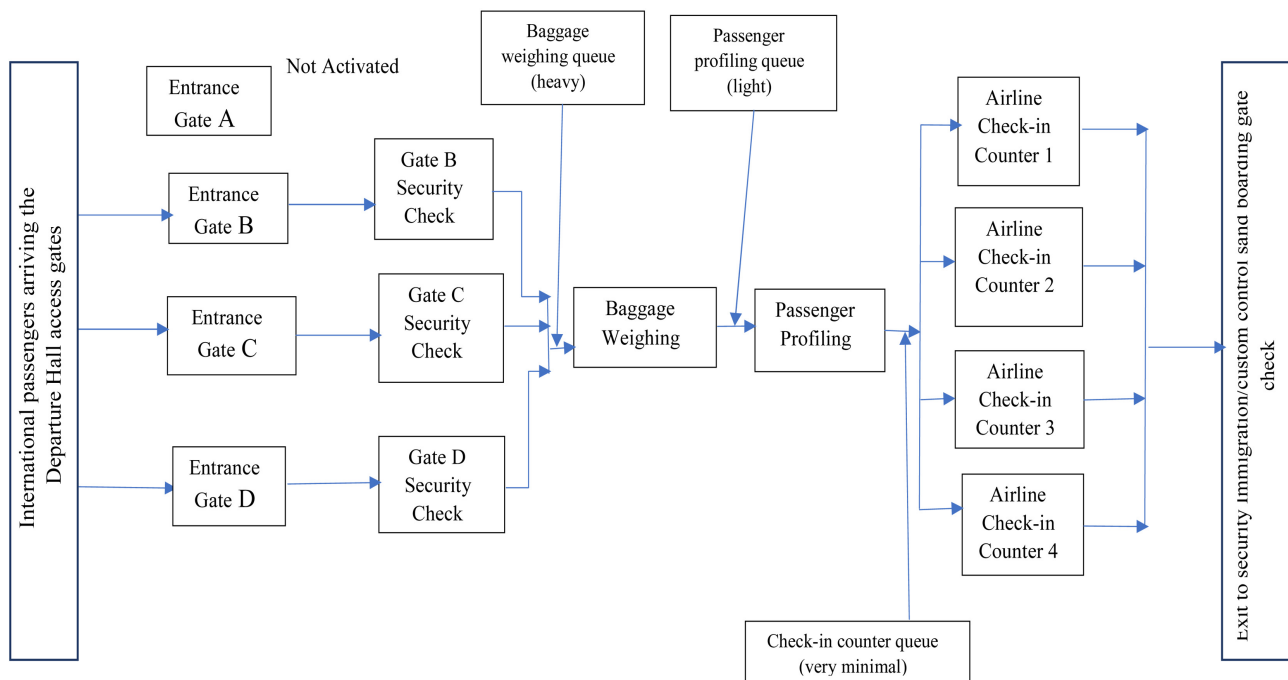 International passengers arriving the
Departure Hall access gates
Entrance
Gate A
Not Activated
Entrance
Gate B
Entrance
Gate C
Entrance
Gate D
Gate B
Security
Check
Gate C
Security
Check
Gate D
Security
Check
Baggage
weighing queue
(heavy)
Baggage
Weighing
Passenger
profiling queue
(light)
Passenger
Profiling
Check-in counter queue
(very minimal)
Airline
Check-in
Counter 1
Airline
Check-in
Counter 2
Airline
Check-in
Counter 3
Airline
Check-in
Counter 4
Exit to security Immigration/custom control sand boarding gate
check